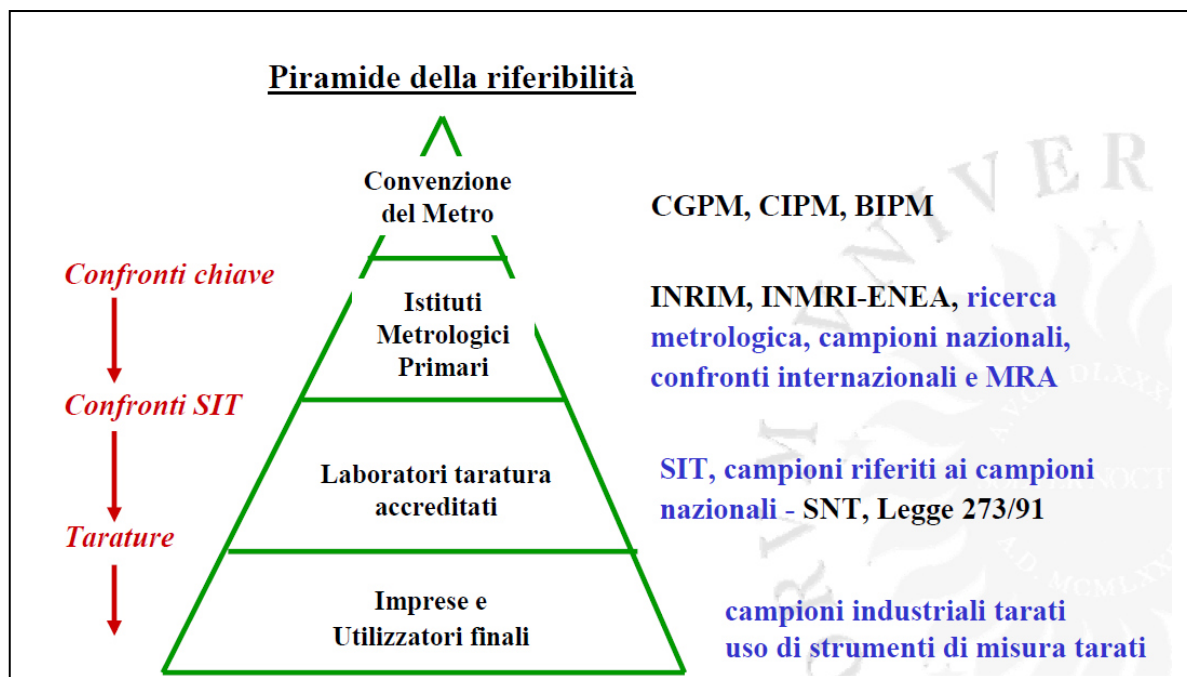 Piramide della riferibilità
Convenzione
del Metro
CGPM, CIPM, BIPM
Confronti chiave
Istituti
Metrologici
Primari
INRIM, INMRI-ENEA, ricerca
metrologica, campioni nazionali,
confronti internazionali e MRA
Confronti SIT
Laboratori taratura
accreditati
SIT, campioni riferiti ai campioni
nazionali - SNT, Legge 273/91
Tarature
Imprese e
Utilizzatori finali
campioni industriali tarati
uso di strumenti di misura tarati